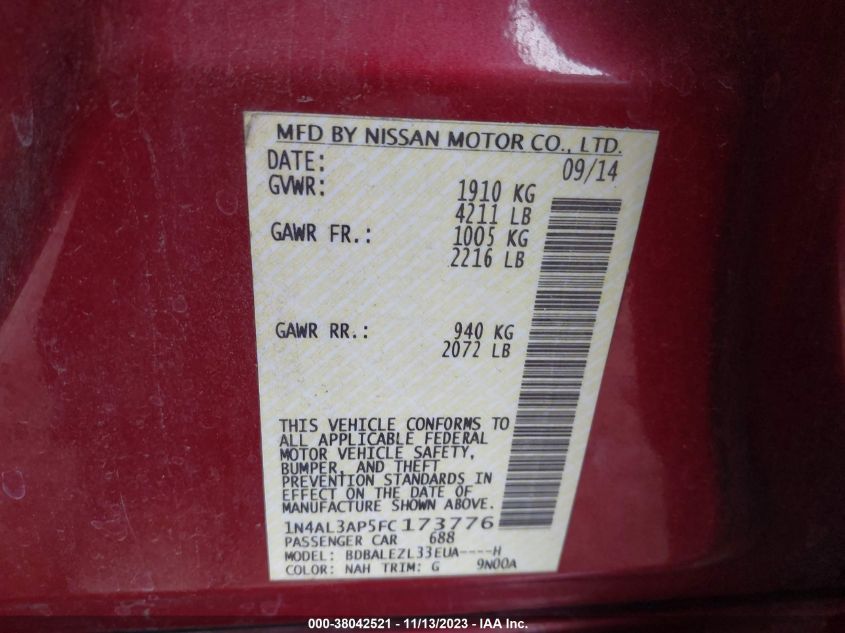 MFD BY NISSAN MOTOR CO., LTD.
DATE: 09/14
GVWR: 1910 KG
4211 LB
GAWR FR.: 1005 KG
2216 LB
GAWR RR.: 940 KG
2072 LB
THIS VEHICLE CONFORMS TO
ALL APPLICABLE FEDERAL
MOTOR VEHICLE SAFETY,
BUMPER, AND THEFT
PREVENTION STANDARDS IN
EFFECT ON THE DATE OF
MANUFACTURE SHOWN ABOVE.
1N4AL3AP5FC173776
PASSENGER CAR 688
MODEL: BDBALEZL33EUA----H
COLOR: NAH TRIM: G 9N00A
000-38042521 - 11/13/2023 - IAA Inc.